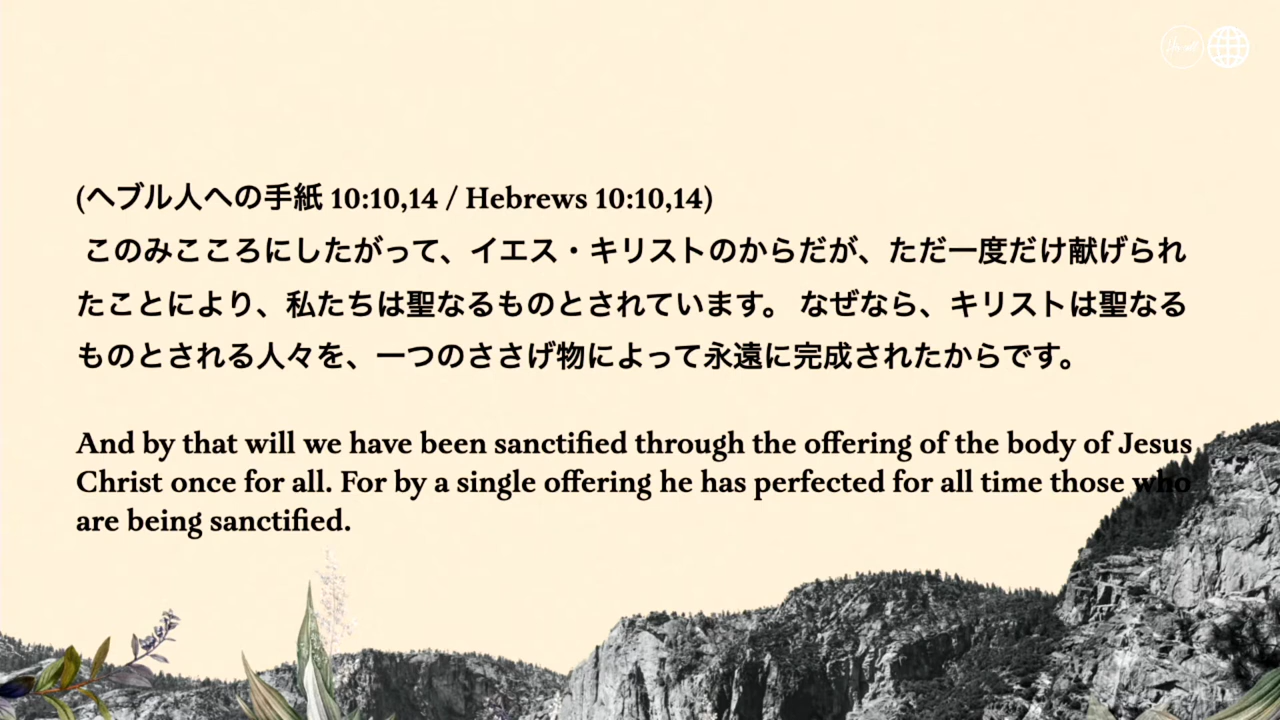 (ヘブル人への手紙 10:10,14 / Hebrews 10:10,14)
このみこころにしたがって、イエス・キリストのからだが、ただ一度だけ献げられ
たことにより、私たちは聖なるものとされています。 なぜなら、キリストは聖なる
ものとされる人々を、一つのささげ物によって永遠に完成されたからです。
And by that will we have been sanctified through the offering of the body of Jesus
Christ once for all. For by a single offering he has perfected for all time those who
are being sanctified.